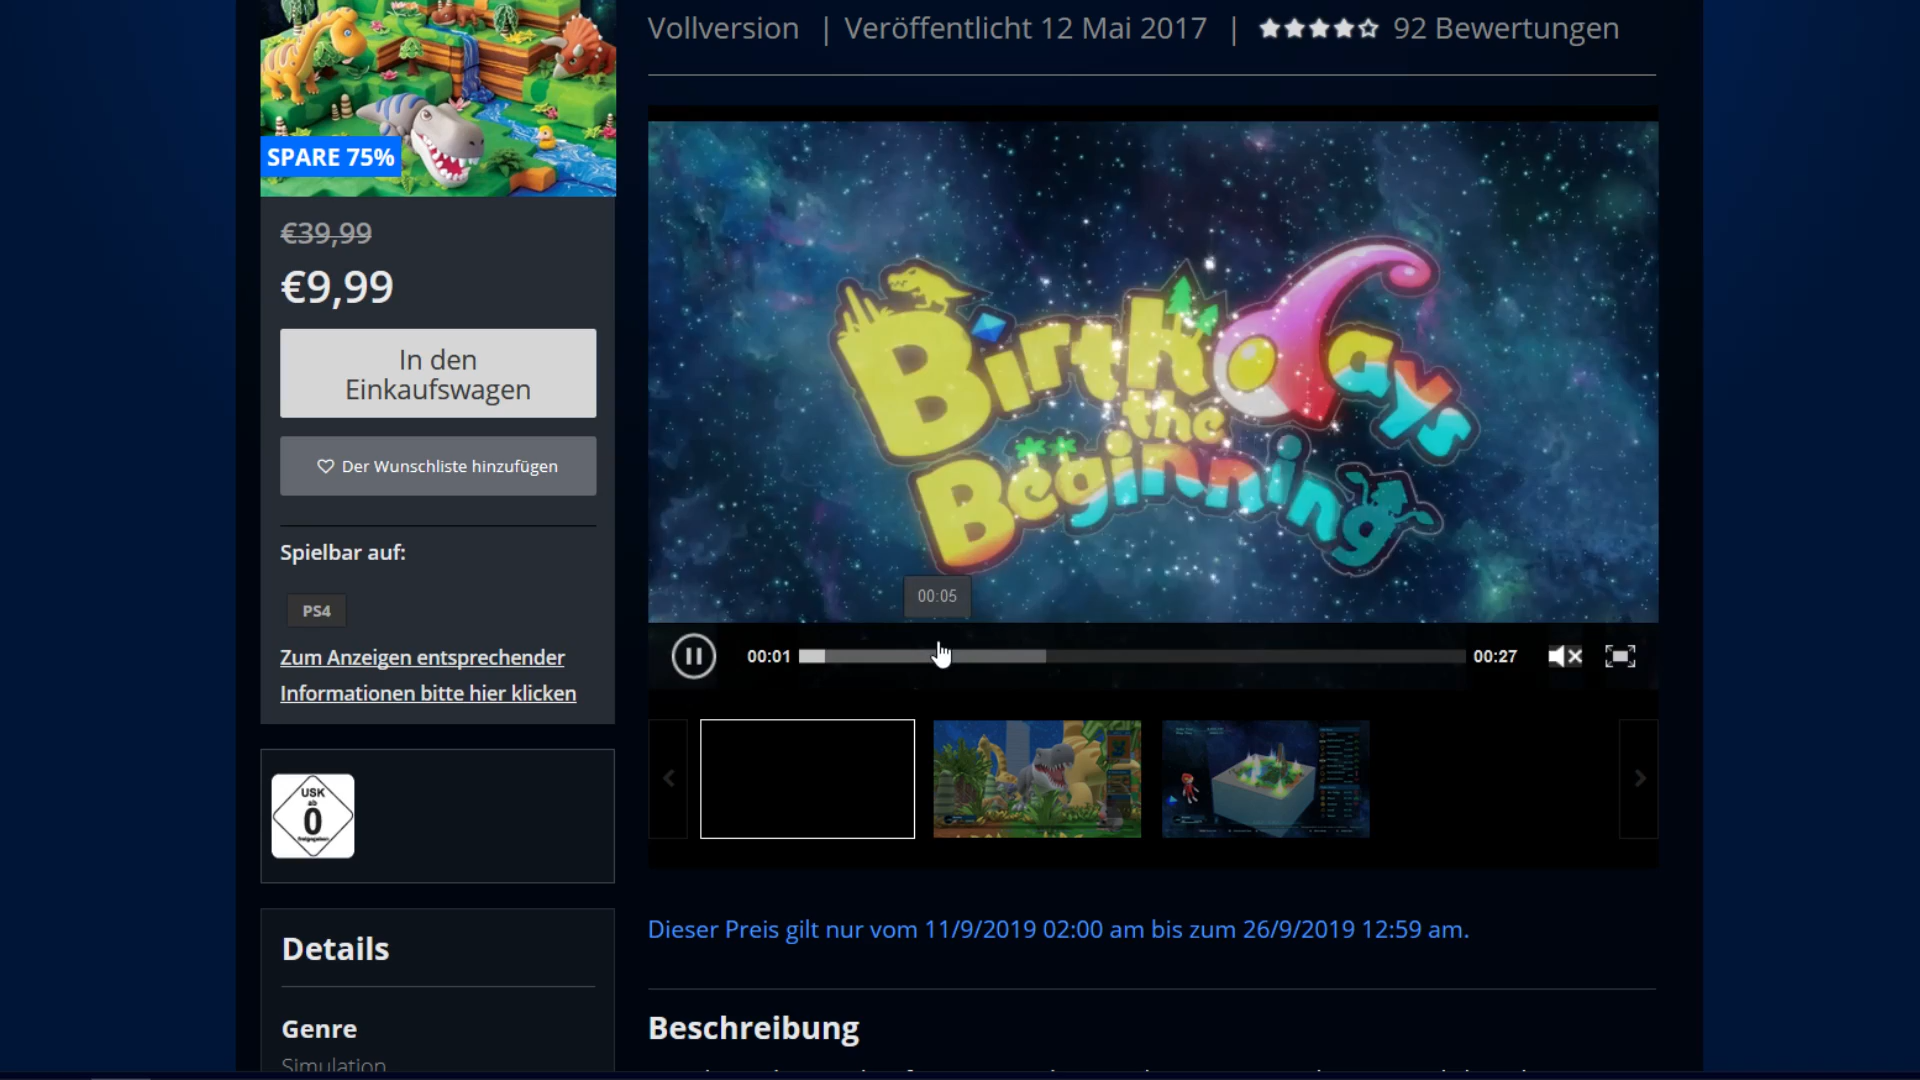 Vollversion | Veröffentlicht 12 Mai 2017 | 92 Bewertungen
SPARE 75%
€39,99
€9,99
In den
Einkaufswagen
Der Wunschliste hinzufügen
Spielbar auf:
PS4
Zum Anzeigen entsprechender
Informationen bitte hier klicken
USK
ab
0
freigegeben
Details
Genre
Simulation
Birthdays
the
Beginning
00:05
00:01
00:27
Dieser Preis gilt nur vom 11/9/2019 02:00 am bis zum 26/9/2019 12:59 am.
Beschreibung